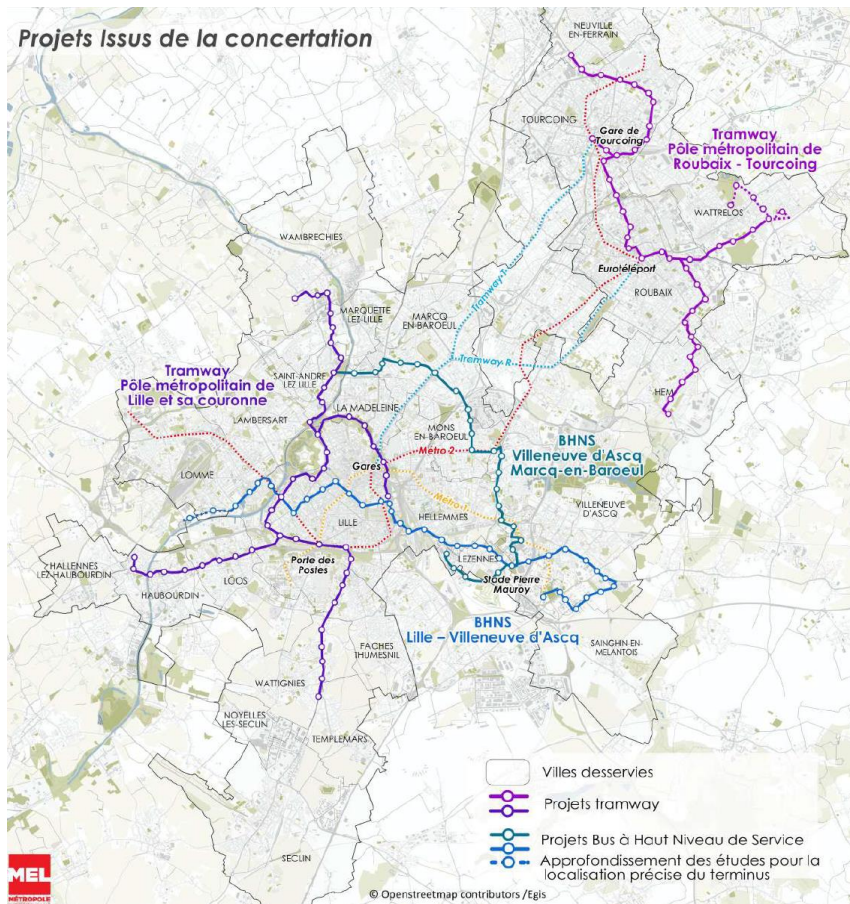 Projets Issus de la concertation
NEUVILLE
EN-FERRAIN
TOURCOING
Gare de
Tourcoing
Tramway
Pôle métropolitain de
Roubaix - Tourcoing
WATTRELOS
WAMBRECHIES
Eurotéléport
ROUBAIX
Tramway T
MARQUETTE
LEZ-LILLE
MARCQ
EN-BAROEUL
Tramway R
Tramway
Pôle métropolitain de
Lille et sa couronne
SAINT-ANDRE
LEZ LILLE
HEM
LA MADELEINE
LAMBERSART
MONS
EN-BAROEUL
BHNS
Villeneuve d'Ascq
Marcq-en-Baroeul
Métro 2
Gares
LOMME
Métro 1
VILLENEUVE
D'ASCQ
LILLE
HELLEMMES
LEZENNES
HALLENNES
LEZ-HAUBOURDIN
LOOS
Porte des
Postes
Stade Pierre
Mauroy
HAUBOURDIN
BHNS
Lille – Villeneuve d'Ascq
FACHES
THUMESNIL
SAINGHIN EN-
MELANTOIS
WATTIGNIES
NOYELLES
LES-SECLIN
TEMPLEMARS
Villes desservies
Projets tramway
Projets Bus à Haut Niveau de Service
Approfondissement des études pour la
localisation précise du terminus
SECLIN
MEL
MÉTROPOLE
© Openstreetmap contributors /Egis